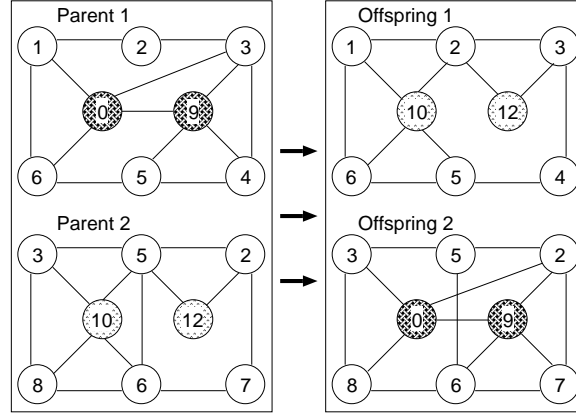 Parent 1
1 2 3
0 9
6 5 4
Parent 2
3 5 2
10 12
8 6 7
Offspring 1
1 2 3
10 12
6 5 4
Offspring 2
3 5 2
0 9
8 6 7